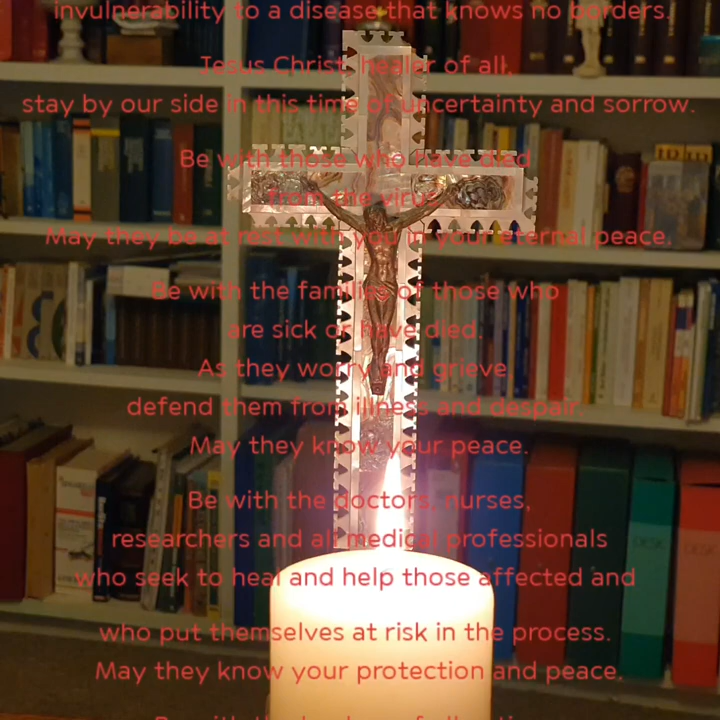 invulnerability to a disease that knows no borders.
Jesus Christ, healer of all,
stay by our side in this time of uncertainty and sorrow.
Be with those who have died
from the virus.
May they be at rest with you in your eternal peace.
Be with the families of those who
are sick or have died.
As they worry and grieve,
defend them from illness and despair.
May they know your peace.
Be with the doctors, nurses,
researchers and all medical professionals
who seek to heal and help those affected and
who put themselves at risk in the process.
May they know your protection and peace.